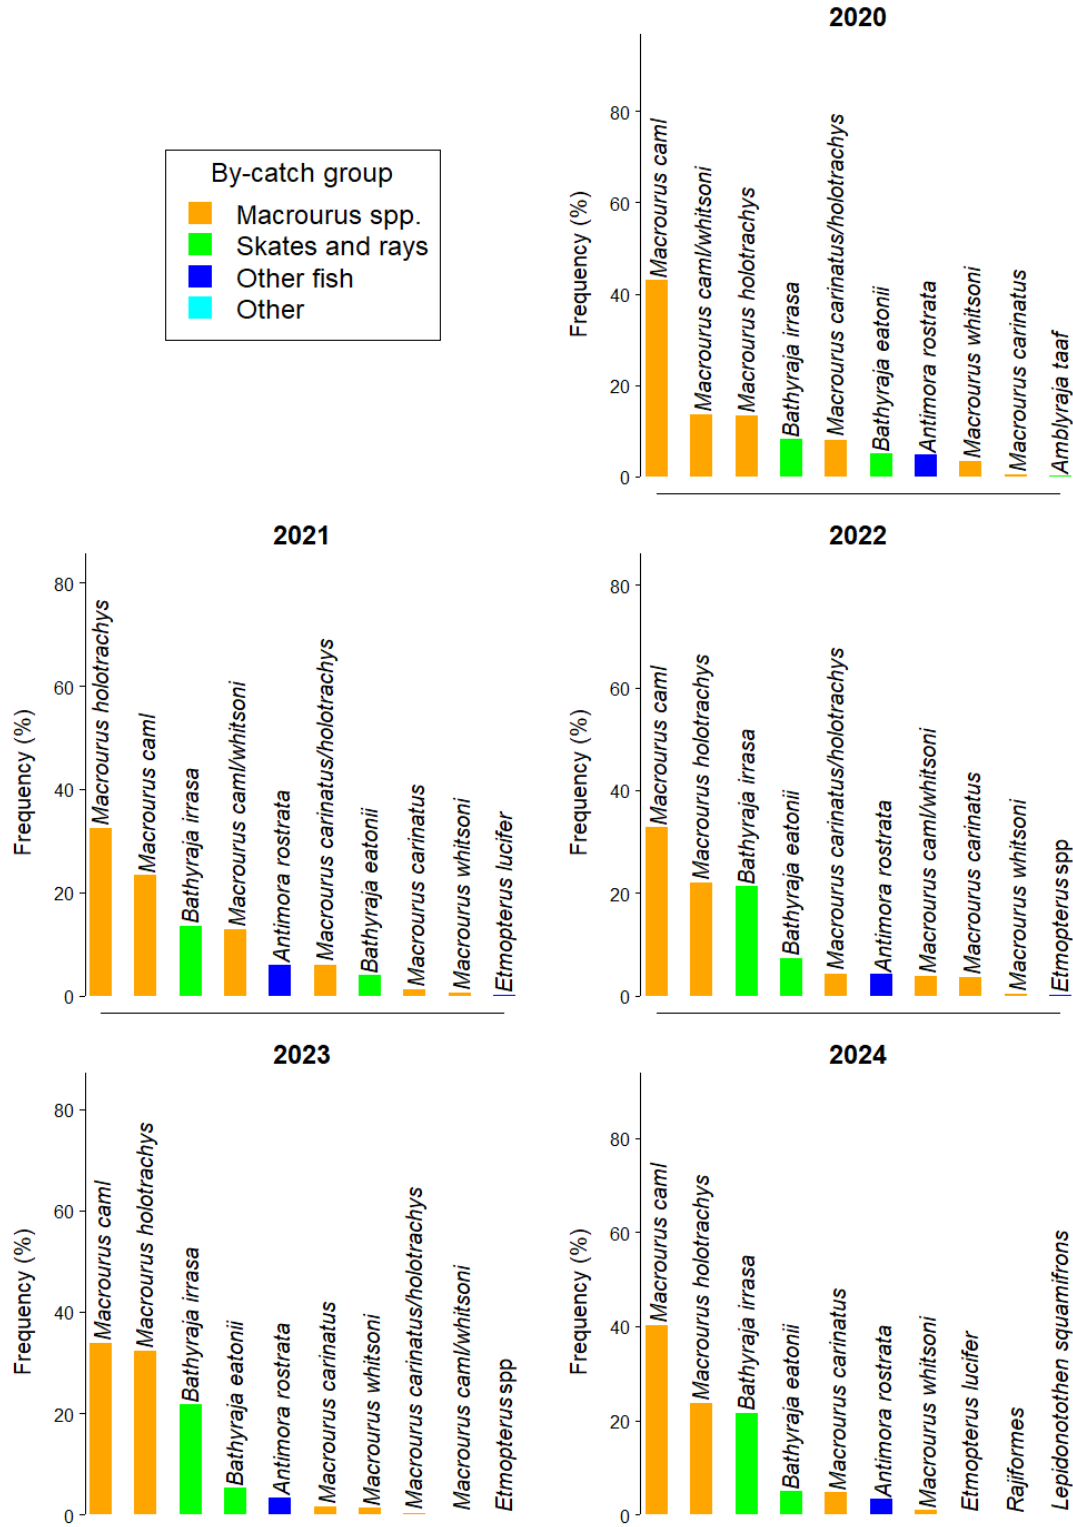 2020
By-catch group
Macrourus spp.
Skates and rays
Other fish
Other
Frequency (%)
80
60
40
20
0
Macrourus caml
Macrourus caml/whitsoni
Macrourus holotrachys
Bathyraja irrasa
Macrourus carinatus/holotrachys
Bathyraja eatonii
Antimora rostrata
Macrourus whitsoni
Macrourus carinatus
Amblyraja taaf
2021
Frequency (%)
80
60
40
20
0
Macrourus holotrachys
Macrourus caml
Bathyraja irrasa
Macrourus caml/whitsoni
Antimora rostrata
Macrourus carinatus/holotrachys
Bathyraja eatonii
Macrourus carinatus
Macrourus whitsoni
Etmopterus lucifer
2022
Frequency (%)
80
60
40
20
0
Macrourus caml
Macrourus holotrachys
Bathyraja irrasa
Bathyraja eatonii
Macrourus carinatus/holotrachys
Antimora rostrata
Macrourus caml/whitsoni
Macrourus carinatus
Macrourus whitsoni
Etmopterus spp
2023
Frequency (%)
80
60
40
20
0
Macrourus caml
Macrourus holotrachys
Bathyraja irrasa
Bathyraja eatonii
Antimora rostrata
Macrourus carinatus
Macrourus whitsoni
Macrourus carinatus/holotrachys
Macrourus caml/whitsoni
Etmopterus spp
2024
Frequency (%)
80
60
40
20
0
Macrourus caml
Macrourus holotrachys
Bathyraja irrasa
Bathyraja eatonii
Macrourus carinatus
Antimora rostrata
Macrourus whitsoni
Etmopterus lucifer
Rajiformes
Lepidonotothen squamifrons